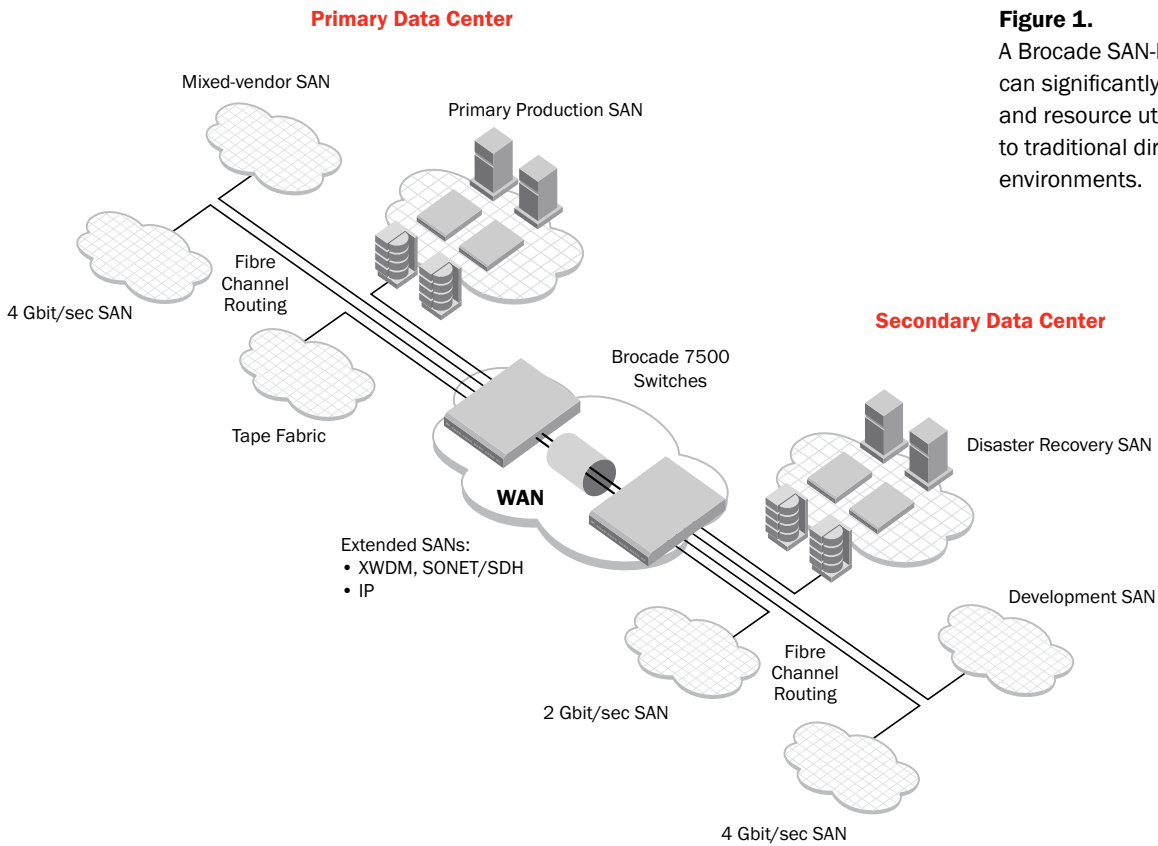 Primary Data Center
Figure 1.
A Brocade SAN-
can significantly
and resource
to traditional
environments.
Mixed-vendor SAN
Primary Production SAN
Fibre
Channel
Routing
4 Gbit/sec SAN
Secondary Data Center
Brocade 7500
Switches
Tape Fabric
Disaster Recovery SAN
WAN
Extended SANs:
• XWDM, SONET/SDH
• IP
Development SAN
Fibre
Channel
Routing
2 Gbit/sec SAN
4 Gbit/sec SAN